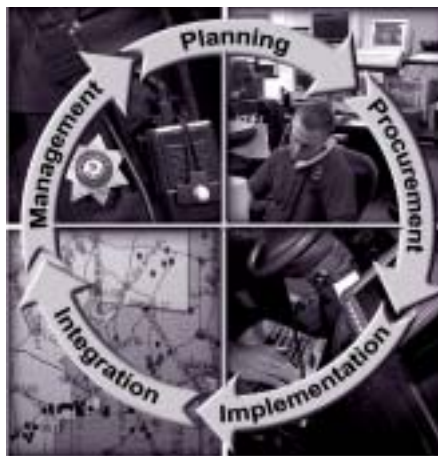 Planning
Procurement
Implementation
Integration
Management